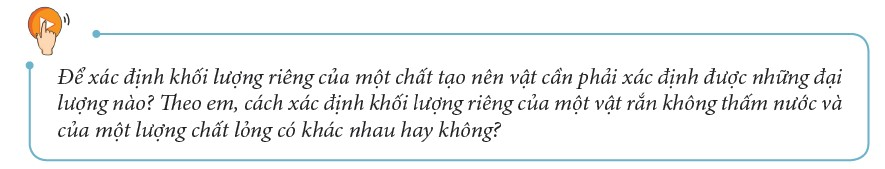 Để xác định khối lượng riêng của một chất tạo nên vật cần phải xác định được những đại
lượng nào? Theo em, cách xác định khối lượng riêng của một vật rắn không thấm nước và
của một lượng chất lỏng có khác nhau hay không?